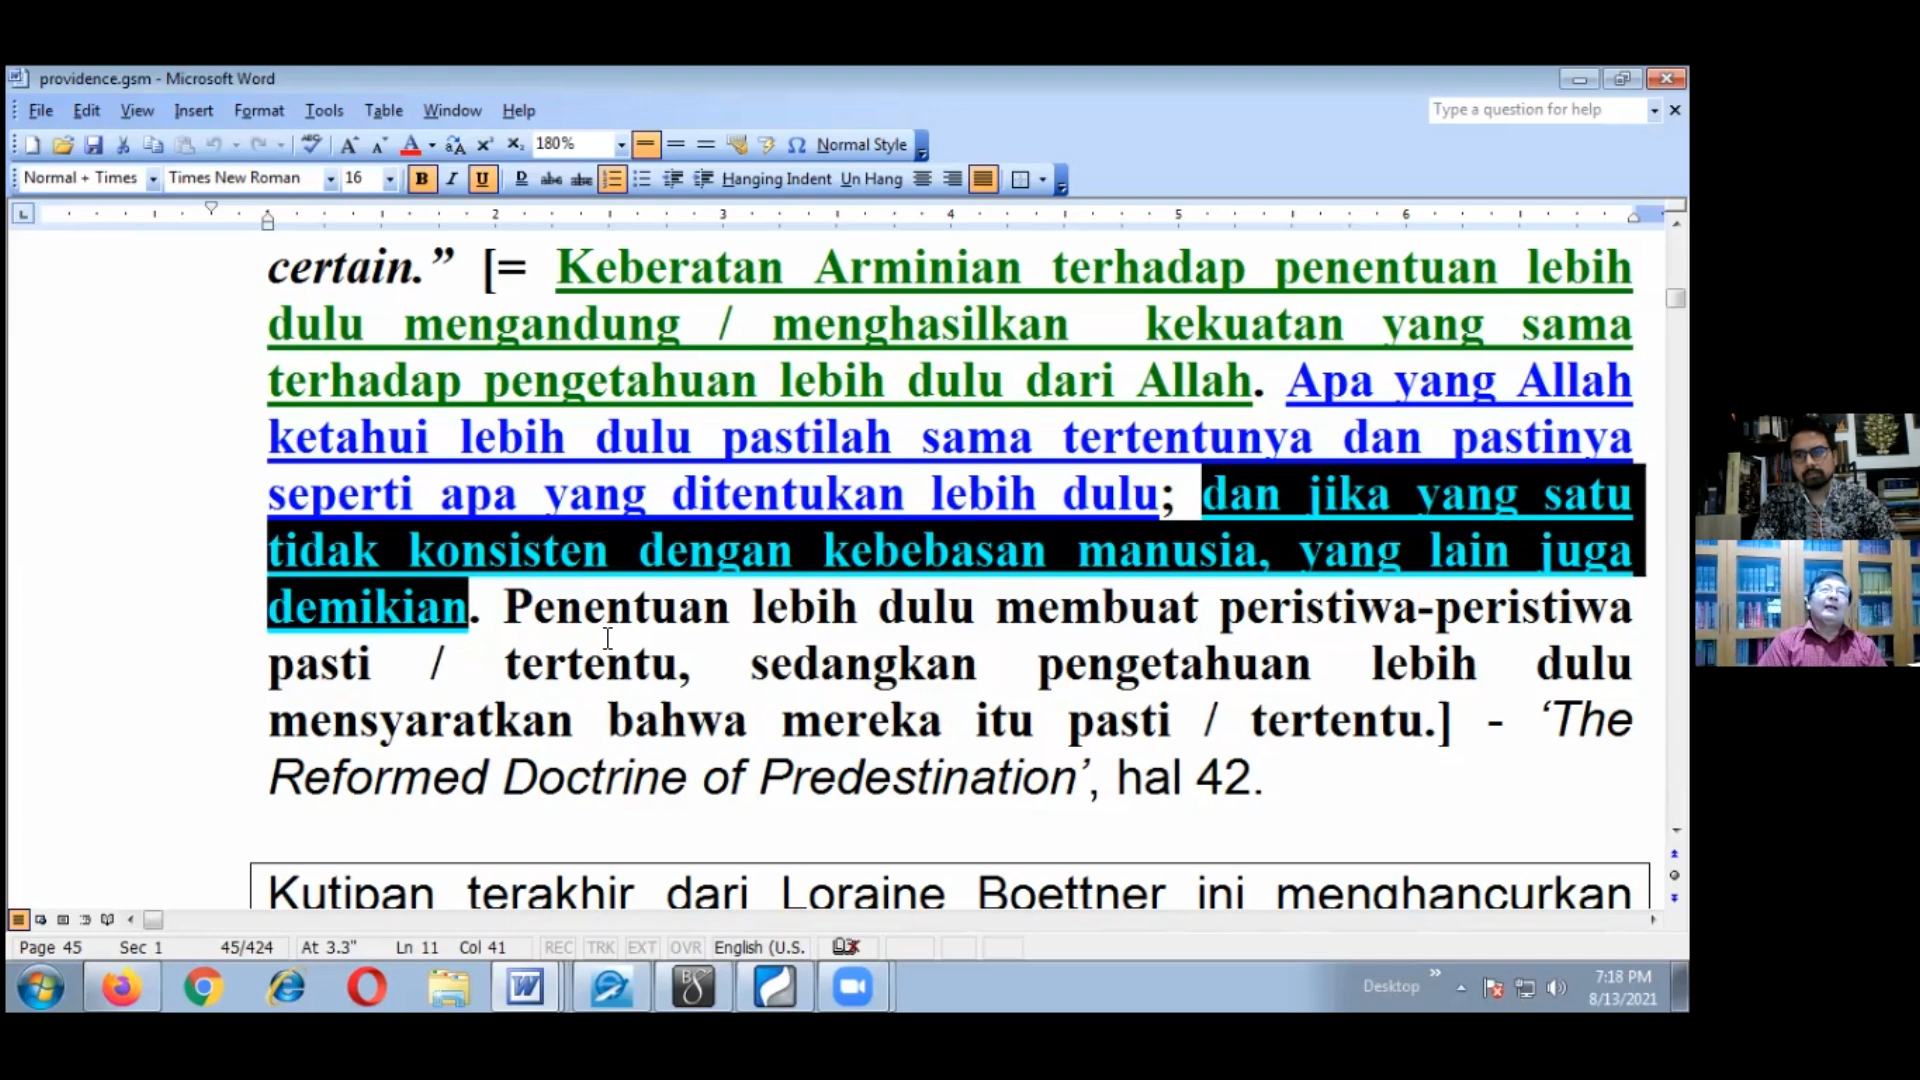 providence.gsm - Microsoft Word
File Edit View Insert Format Tools Table Window Help
Type a question for help
180% Normal Style
Normal + Times Times New Roman 16 B I U Hanging Indent Un Hang
2 3 4 5 6
certain.” [= Keberatan Arminian terhadap penentuan lebih
dulu mengandung / menghasilkan kekuatan yang sama
terhadap pengetahuan lebih dulu dari Allah. Apa yang Allah
ketahui lebih dulu pastilah sama tertentunya dan pastinya
seperti apa yang ditentukan lebih dulu; dan jika yang satu
tidak konsisten dengan kebebasan manusia, yang lain juga
demikian. Penentuan lebih dulu membuat peristiwa-peristiwa
pasti / tertentu, sedangkan pengetahuan lebih dulu
mensyaratkan bahwa mereka itu pasti / tertentu.] - ‘The
Reformed Doctrine of Predestination’, hal 42.
Kutipan terakhir dari Loraine Boettner ini menghancurkan
Page 45 Sec 1 45/424 At 3.3" Ln 11 Col 41 REC TRK EXT OVR English (U.S.
Desktop
7:18 PM
8/13/2021